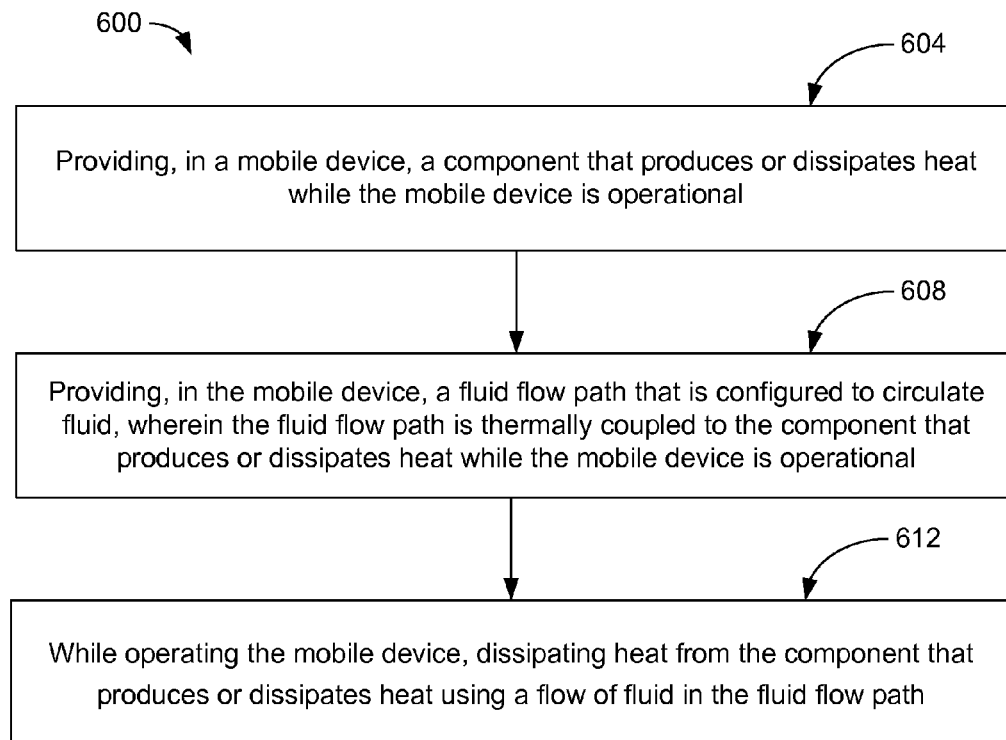 600
604
Providing, in a mobile device, a component that produces or dissipates heat
while the mobile device is operational
608
Providing, in the mobile device, a fluid flow path that is configured to circulate
fluid, wherein the fluid flow path is thermally coupled to the component that
produces or dissipates heat while the mobile device is operational
612
While operating the mobile device, dissipating heat from the component that
produces or dissipates heat using a flow of fluid in the fluid flow path